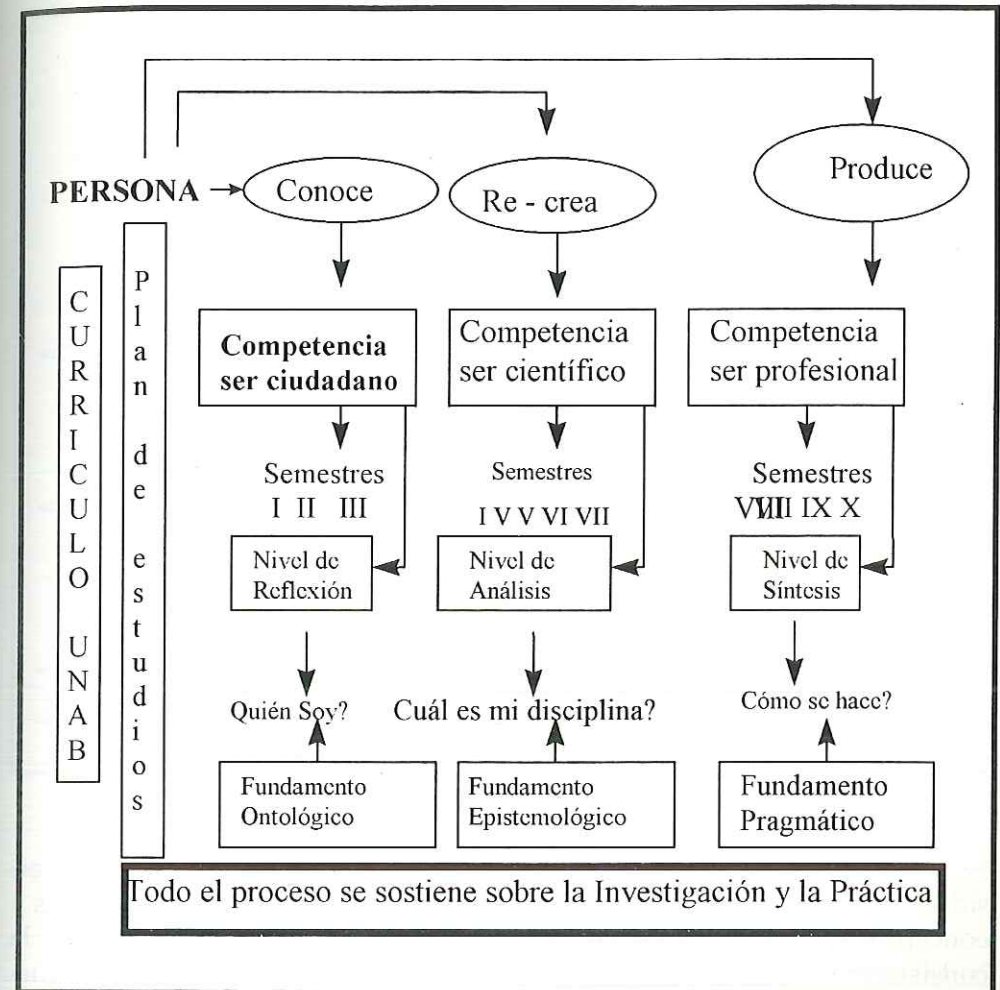 PERSONA
Conoce
Re - crea
Produce
CURRICULO UNAB
Plan de estudios
Competencia
ser ciudadano
Semestres
I II III
Nivel de
Reflexión
Quién Soy?
Fundamento
Ontológico
Competencia
ser científico
Semestres
I V V VI VII
Nivel de
Análisis
Cuál es mi disciplina?
Fundamento
Epistemológico
Competencia
ser profesional
Semestres
VIII IX X
Nivel de
Síntesis
Cómo se hace?
Fundamento
Pragmático
Todo el proceso se sostiene sobre la Investigación y la Práctica